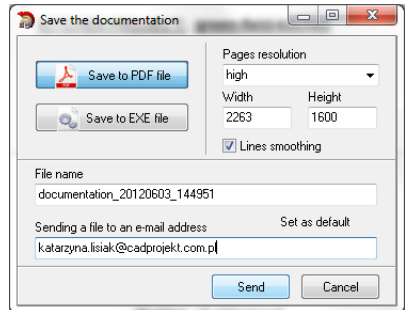 Save the documentation
Save to PDF file
Save to EXE file
Pages resolution
high
Width Height
2263 1600
Lines smoothing
File name
documentation_20120603_144951
Sending a file to an e-mail address Set as default
katarzyna.lisiak@cadprojekt.com.pl
Send Cancel